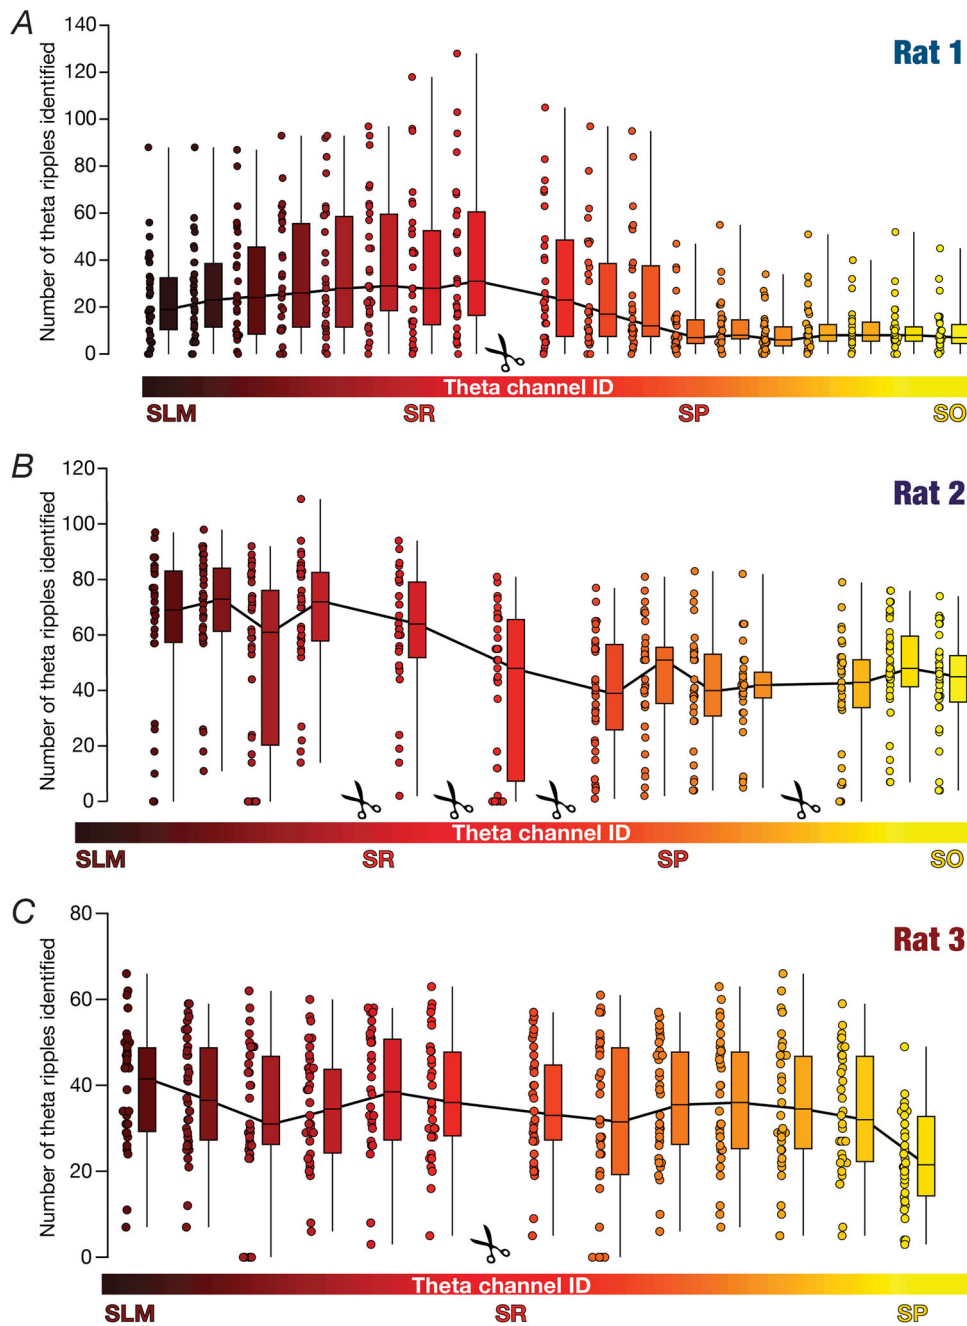 A
Rat 1
Number of theta ripples identified
140
120
100
80
60
40
20
0
Theta channel ID
SLM SR SP SO
B
Rat 2
Number of theta ripples identified
120
100
80
60
40
20
0
Theta channel ID
SLM SR SP SO
C
Rat 3
Number of theta ripples identified
80
60
40
20
0
Theta channel ID
SLM SR SP